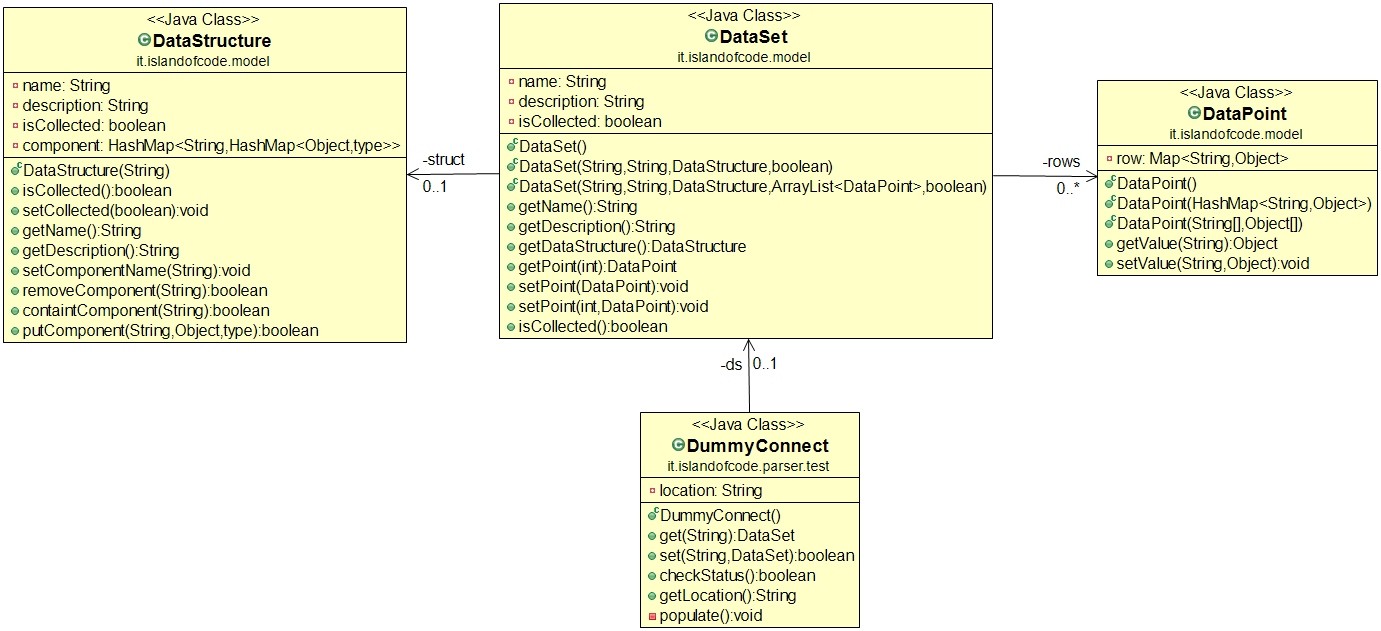 <<Java Class>>
DataStructure
it.islandofcode.model
name: String
description: String
isCollected: boolean
component: HashMap<String,HashMap<Object,type>>
DataStructure(String)
isCollected():boolean
setCollected(boolean):void
getName():String
getDescription():String
setComponentName(String):void
removeComponent(String):boolean
containtComponent(String):boolean
putComponent(String,Object,type):boolean
-struct
0..1
<<Java Class>>
DataSet
it.islandofcode.model
name: String
description: String
isCollected: boolean
DataSet()
DataSet(String,String,DataStructure,boolean)
DataSet(String,String,DataStructure,ArrayList<DataPoint>,boolean)
getName():String
getDescription():String
getDataStructure():DataStructure
getPoint(int):DataPoint
setPoint(DataPoint):void
setPoint(int,DataPoint):void
isCollected():boolean
-rows
0..*
<<Java Class>>
DataPoint
it.islandofcode.model
row: Map<String,Object>
DataPoint()
DataPoint(HashMap<String,Object>)
DataPoint(String[],Object[])
getValue(String):Object
setValue(String,Object):void
-ds 0..1
<<Java Class>>
DummyConnect
it.islandofcode.parser.test
location: String
DummyConnect()
get(String):DataSet
set(String,DataSet):boolean
checkStatus():boolean
getLocation():String
populate():void